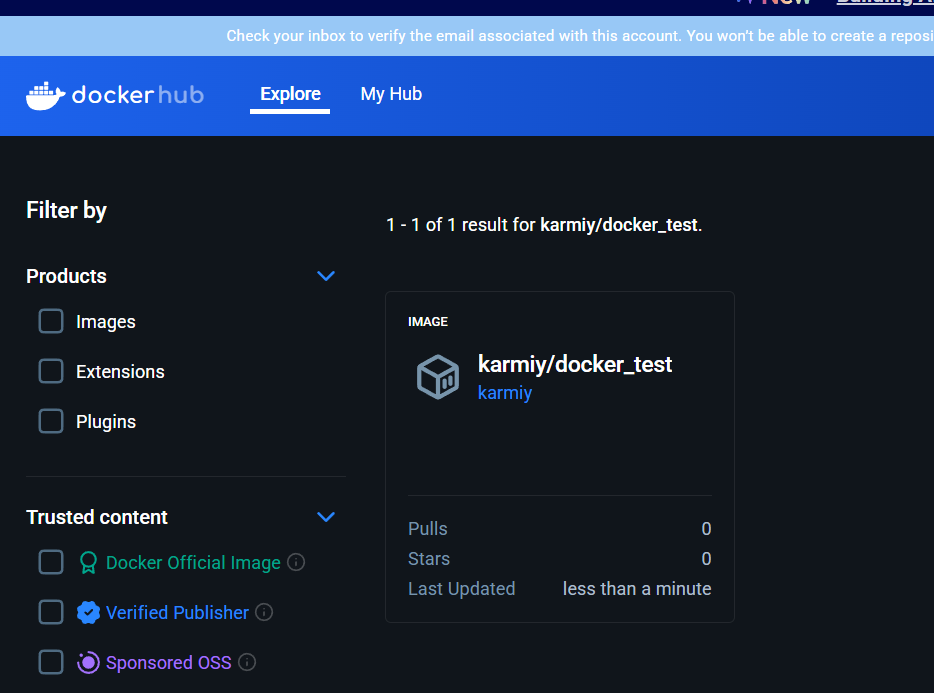 New
Check your inbox to verify the email associated with this account. You won't be able to create a reposi
docker hub
Explore
My Hub
Filter by
1 - 1 of 1 result for karmiy/docker_test.
Products
Images
Extensions
Plugins
IMAGE
karmiy/docker_test
karmiy
Pulls 0
Stars 0
Last Updated less than a minute
Trusted content
Docker Official Image
Verified Publisher
Sponsored OSS